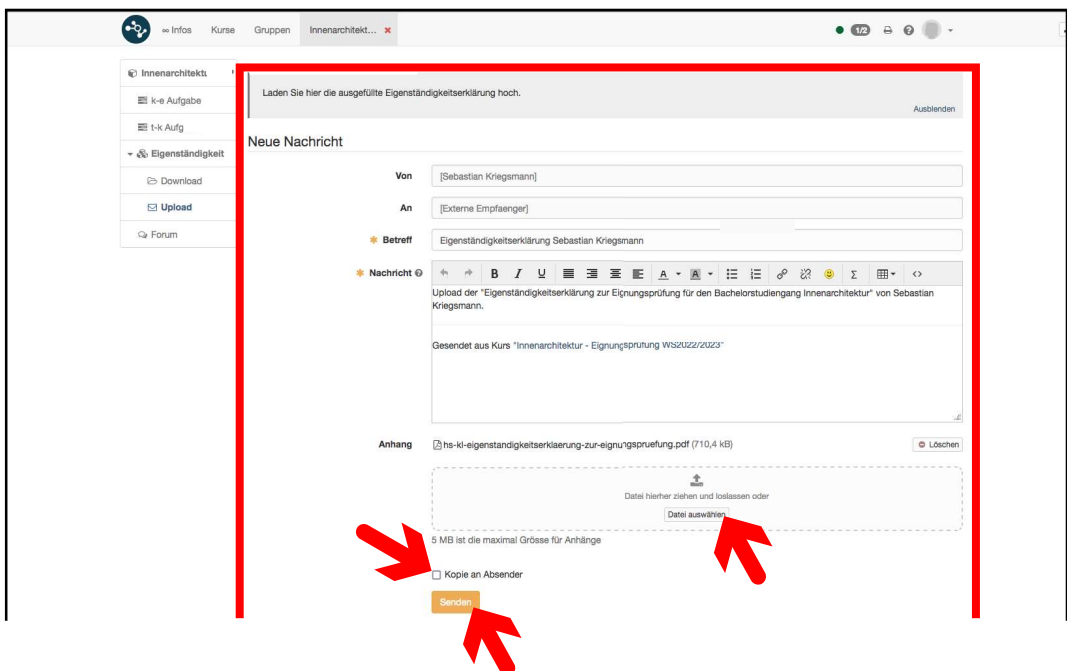 ∞ Infos Kurse Gruppen Innenarchitekt... ✖ 1/2
Innenarchitektu
k-e Aufgabe
t-k Aufg
Eigenständigkeit
Download
Upload
Forum
Laden Sie hier die ausgefüllte Eigenständigkeitserklärung hoch.
Ausblenden
Neue Nachricht
Von [Sebastian Kriegsmann]
An [Externe Empfaenger]
Betreff Eigenständigkeitserklärung Sebastian Kriegsmann
Nachricht
B I U A A Σ <>
Upload der "Eigenständigkeitserklärung zur Eignungsprüfung für den Bachelorstudiengang Innenarchitektur" von Sebastian
Kriegsmann.
Gesendet aus Kurs "Innenarchitektur - Eignungsprüfung WS2022/2023"
Anhang hs-kl-eigenstandigkeitserklaerung-zur-eignungspruefung.pdf (710,4 kB) Löschen
Datei hierher ziehen und loslassen oder
Datei auswählen
5 MB ist die maximal Grösse für Anhänge
Kopie an Absender
Senden